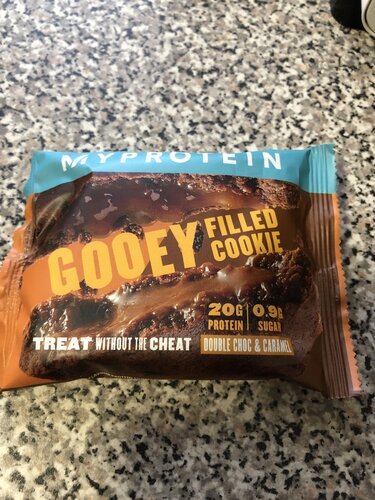 MYPROTEIN
GOOEY FILLED
COOKIE
20G PROTEIN
0.9G SUGAR
TREAT WITHOUT THE CHEAT
DOUBLE CHOC & CARAMEL